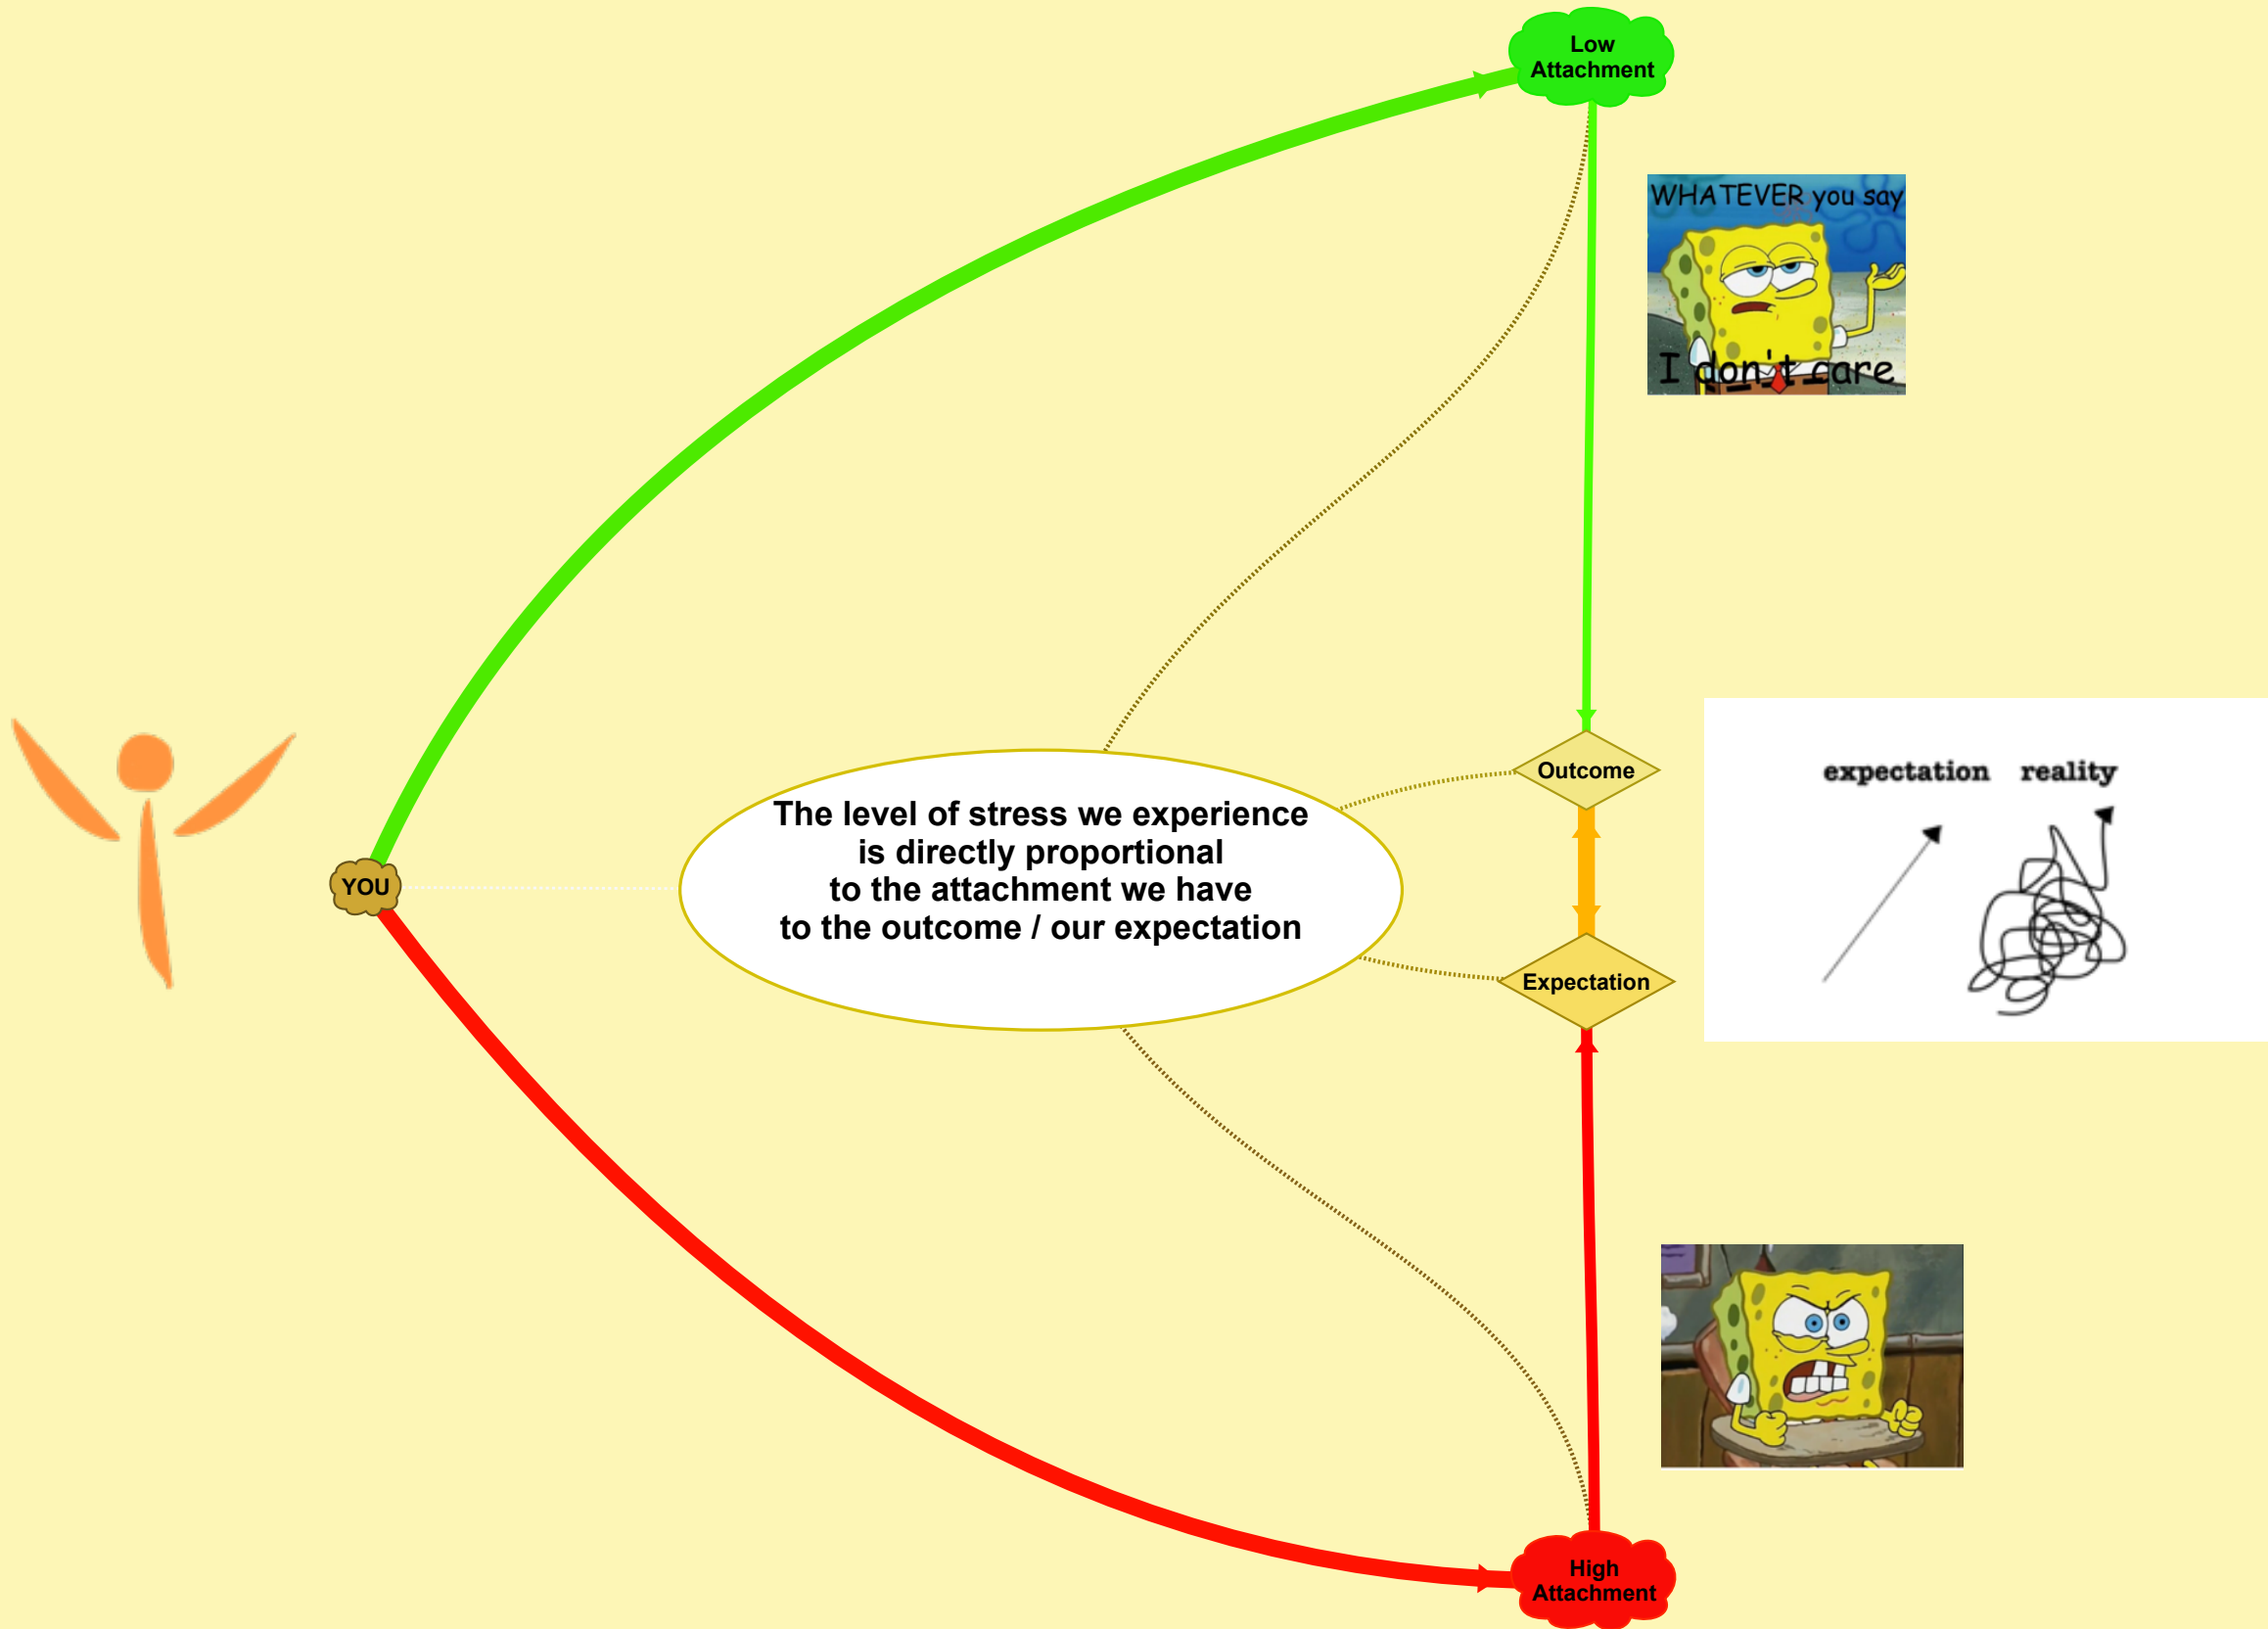 Low
Attachment
WHATEVER you say
I don't care
Outcome
expectation reality
The level of stress we experience
is directly proportional
to the attachment we have
to the outcome / our expectation
YOU
Expectation
High
Attachment